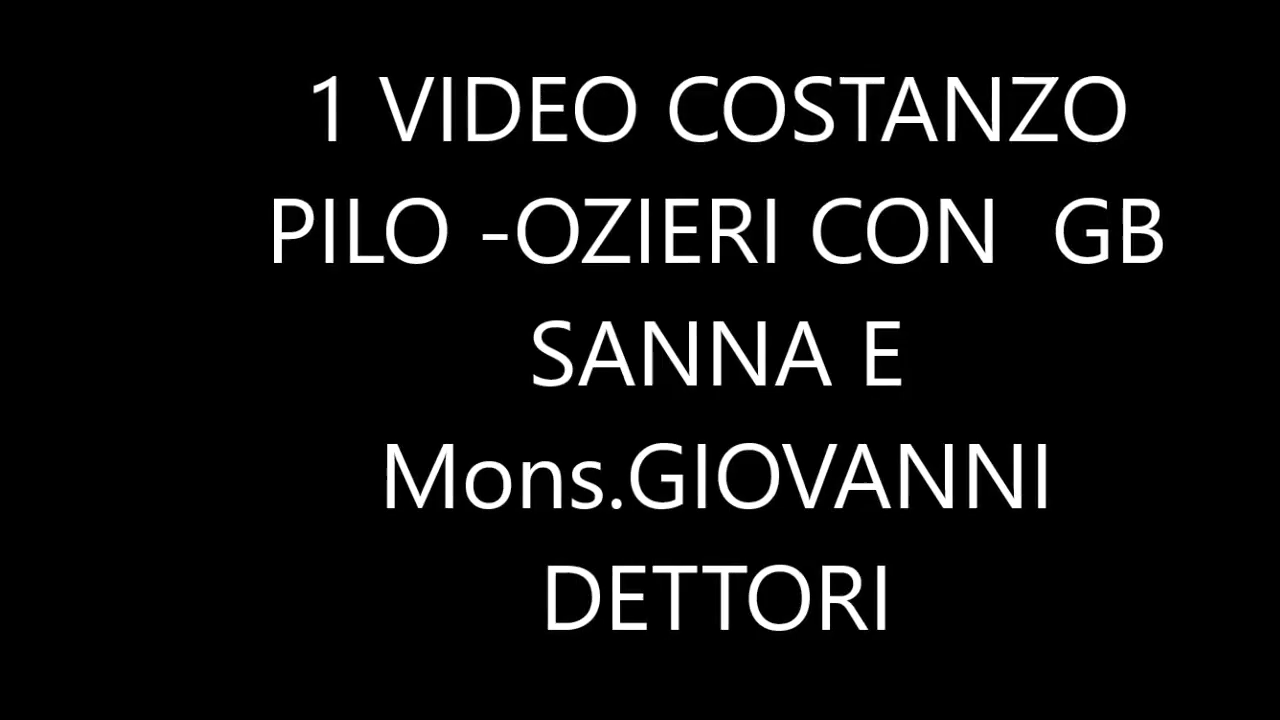 1 VIDEO COSTANZO
PILO -OZIERI CON  GB
SANNA E
Mons.GIOVANNI
DETTORI